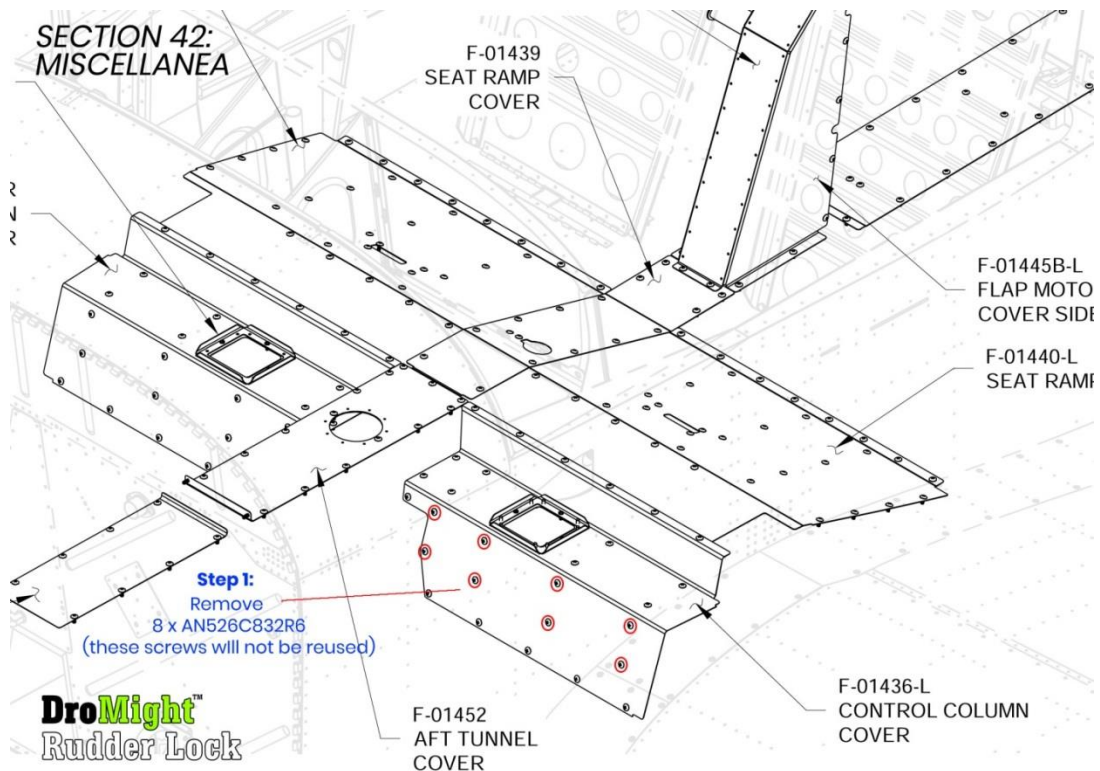 SECTION 42:
MISCELLANEA
F-01439
SEAT RAMP
COVER
F-01445B-L
FLAP MOTO
COVER SIDE
F-01440-L
SEAT RAMP
Step 1:
Remove
8 x AN526C832R6
(these screws will not be reused)
DroMight™
Rudder Lock
F-01452
AFT TUNNEL
COVER
F-01436-L
CONTROL COLUMN
COVER